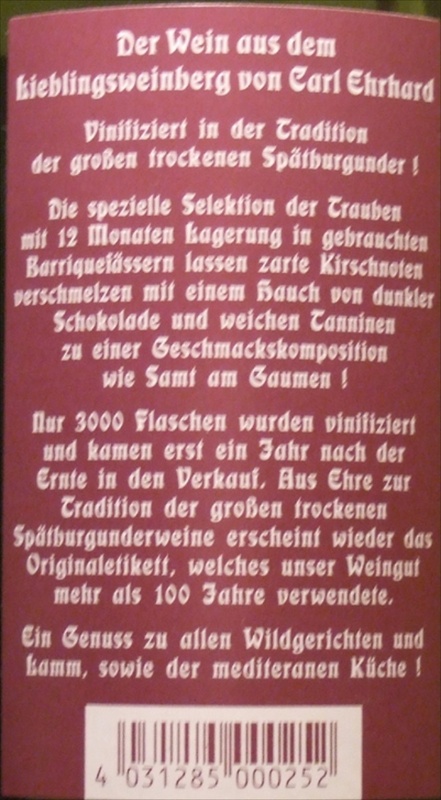 Der Wein aus dem
Lieblingsweinberg von Carl Ehrhard
Vinifiziert in der Tradition
der großen trockenen Spätburgunder !
Die spezielle Selektion der Trauben
mit 12 Monaten Lagerung in gebrauchten
Barriquefässern lassen zarte Kirschnoten
verschmelzen mit einem Hauch von dunkler
Schokolade und weichen Tanninen
zu einer Geschmackskomposition
wie Samt am Gaumen !
Nur 3000 Flaschen wurden vinifiziert
und kamen erst ein Jahr nach der
Ernte in den Verkauf. Aus Ehre zur
Tradition der großen trockenen
Spätburgunderweine erscheint wieder das
Originaletikett, welches unser Weingut
mehr als 100 Jahre verwendete.
Ein Genuss zu allen Wildgerichten und
Lamm, sowie der mediteranen Küche !
4 031285 000252